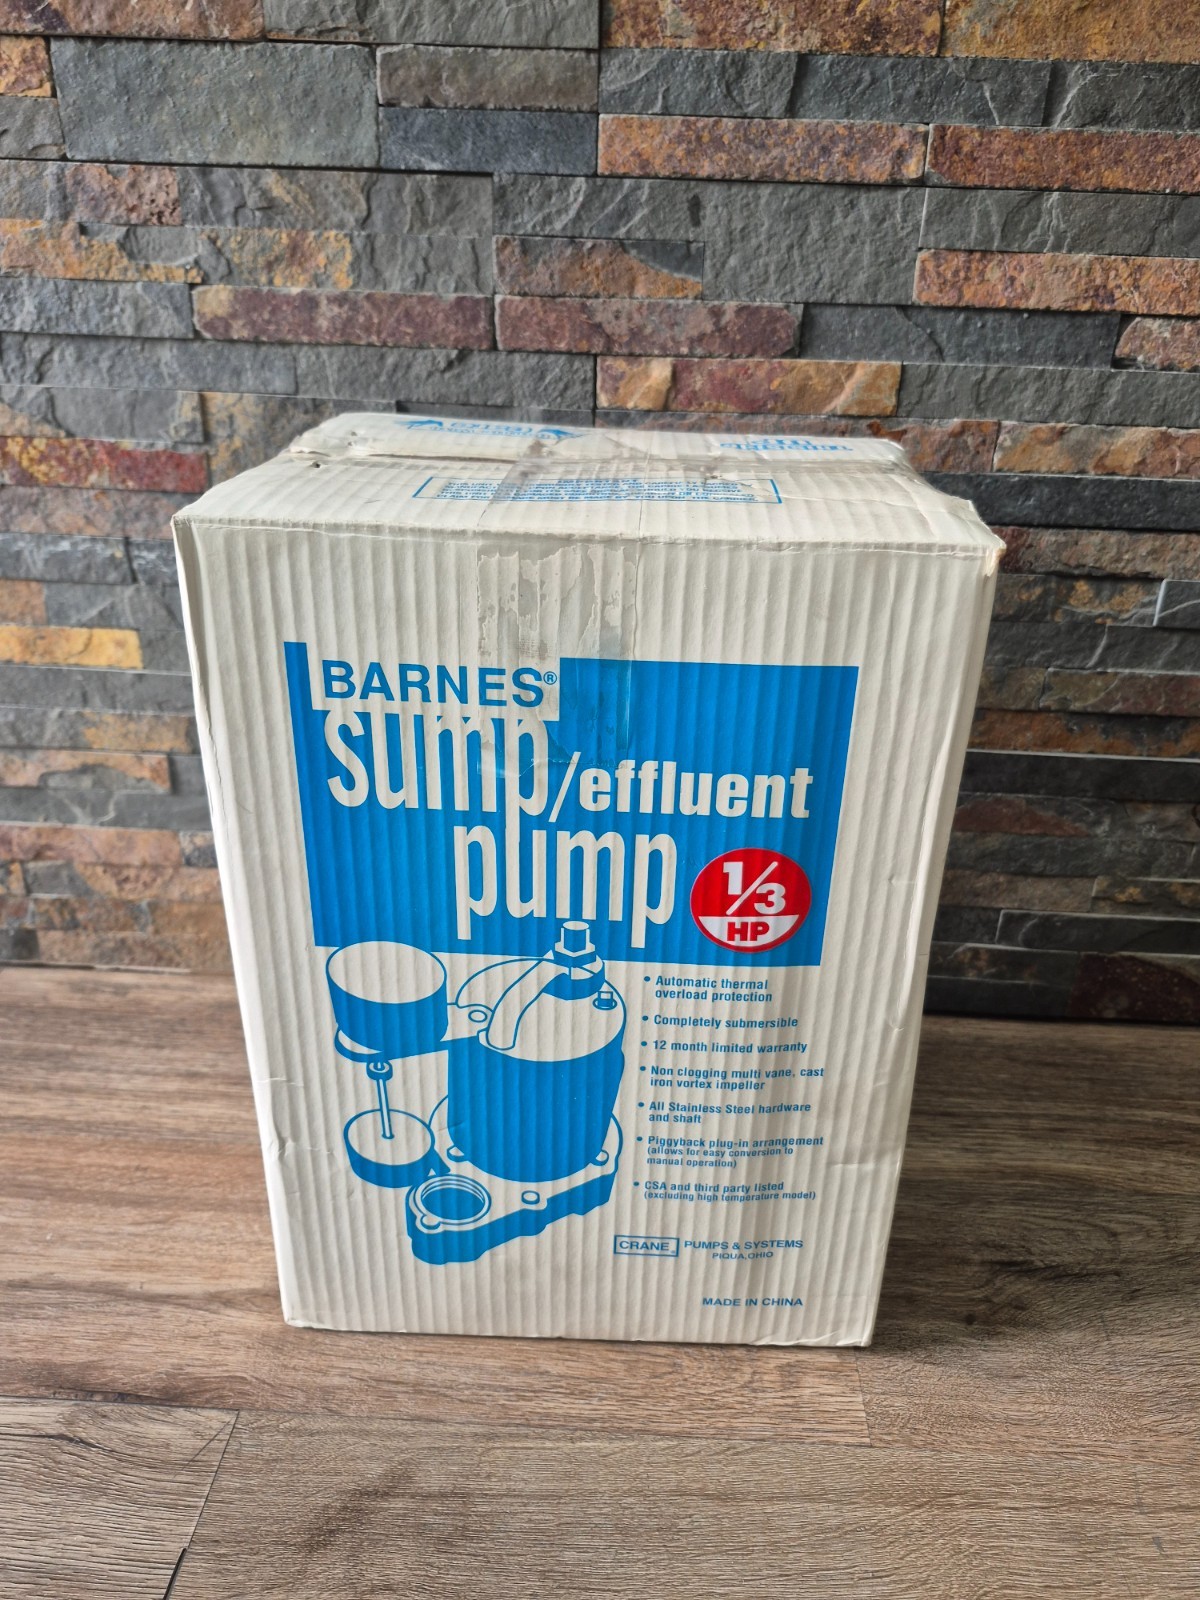 IMPORTANT
BARNES®
sump/effluent
pump
1/3
HP
• Automatic thermal
overload protection
• Completely submersible
• 12 month limited warranty
• Non clogging multi vane, cast
iron vortex impeller
• All Stainless Steel hardware
and shaft
• Piggyback plug-in arrangement
(allows for easy conversion to
manual operation)
• CSA and third party listed
(excluding high temperature model)
CRANE® PUMPS & SYSTEMS
PIQUA, OHIO
MADE IN CHINA